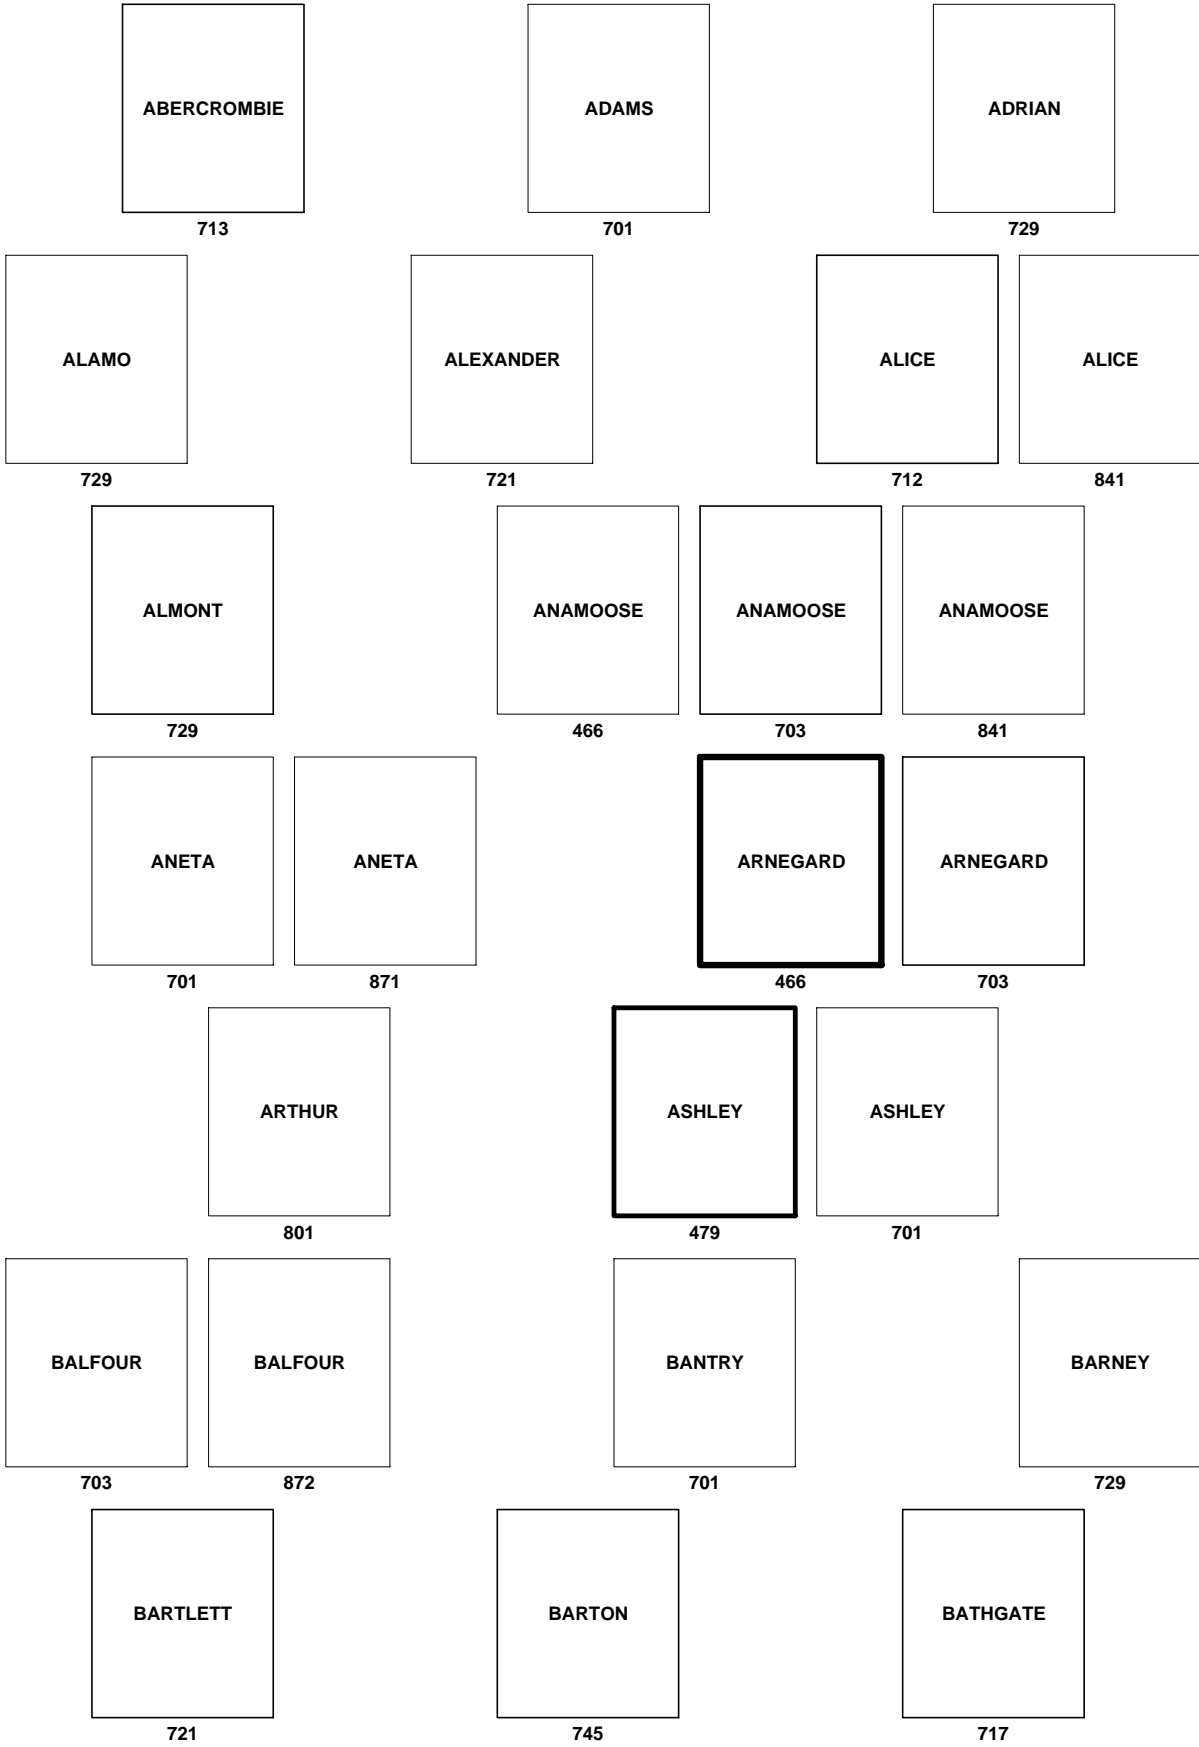 ABERCROMBIE ADAMS ADRIAN
713 701 729
ALAMO ALEXANDER ALICE ALICE
729 721 712 841
ALMONT ANAMOOSE ANAMOOSE ANAMOOSE
729 466 703 841
ANETA ANETA ARNEGARD ARNEGARD
701 871 466 703
ARTHUR ASHLEY ASHLEY
801 479 701
BALFOUR BALFOUR BANTRY BARNEY
703 872 701 729
BARTLETT BARTON BATHGATE
721 745 717